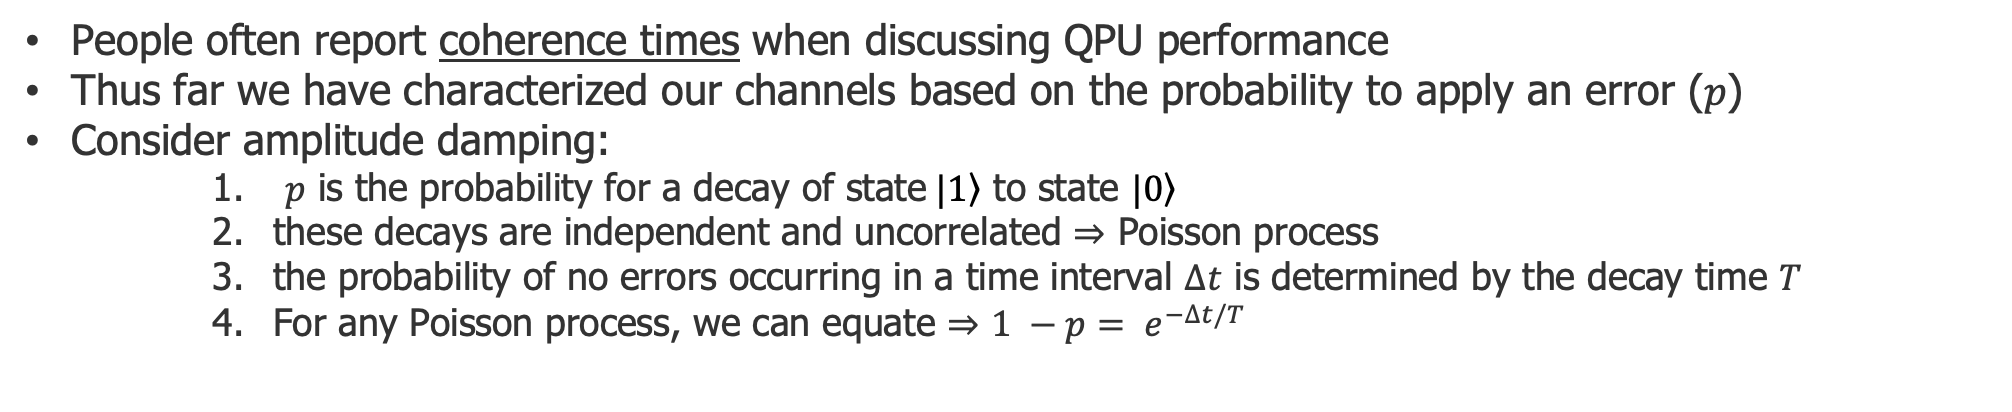 • People often report coherence times when discussing QPU performance
• Thus far we have characterized our channels based on the probability to apply an error (p)
• Consider amplitude damping:
1. p is the probability for a decay of state |1⟩ to state |0⟩
2. these decays are independent and uncorrelated ⇒ Poisson process
3. the probability of no errors occurring in a time interval Δt is determined by the decay time T
4. For any Poisson process, we can equate ⇒ 1 − p = e^{−Δt/T}